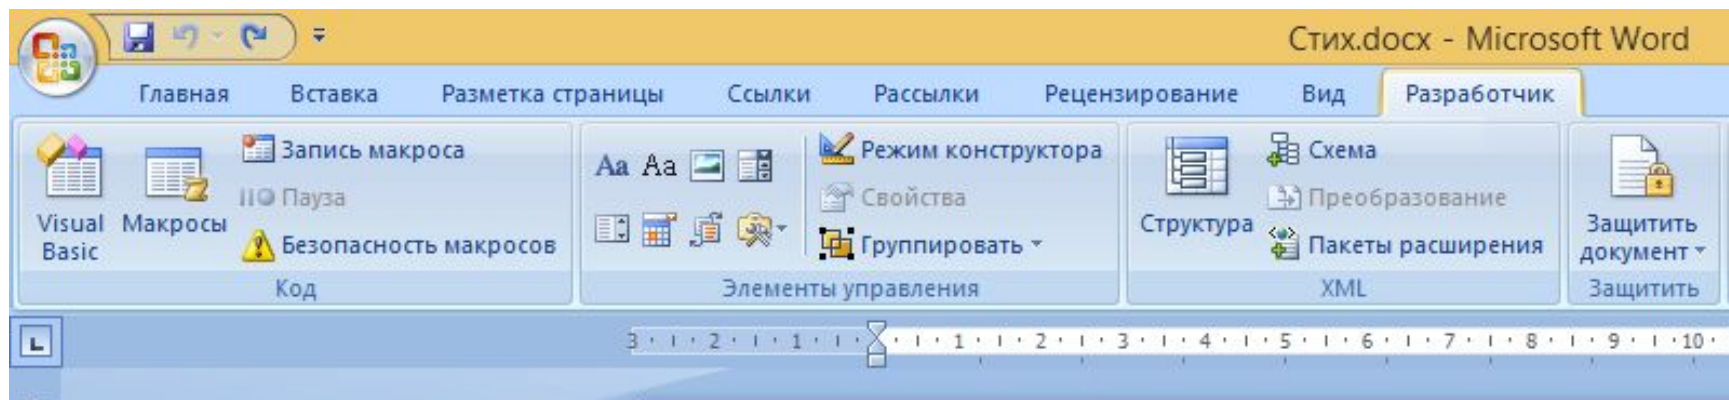 Стих.docx - Microsoft Word
Главная Вставка Разметка страницы Ссылки Рассылки Рецензирование Вид Разработчик
Visual Basic
Макросы
Запись макроса
Пауза
Безопасность макросов
Код
Aa Aa
Режим конструктора
Свойства
Группировать
Элементы управления
Структура
Схема
Преобразование
Пакеты расширения
XML
Защитить документ
Защитить
3 2 1 1 2 3 4 5 6 7 8 9 10